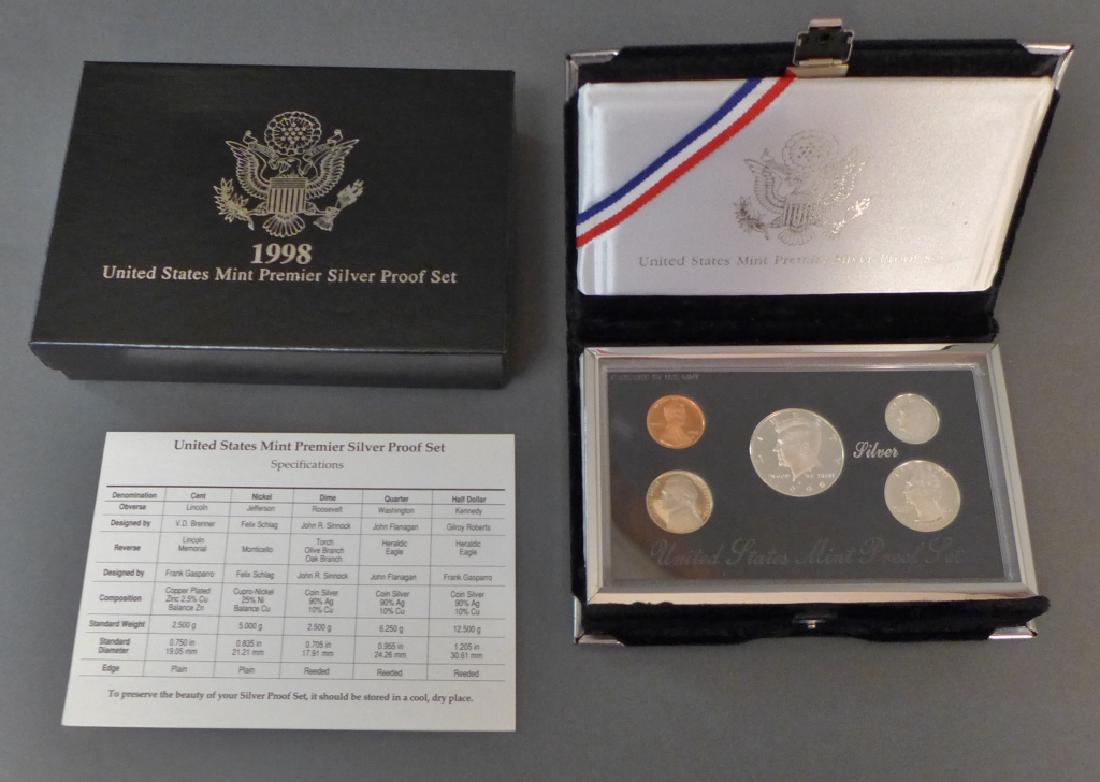 1998
United States Mint Premier Silver Proof Set
United States Mint Premier Silver Proof Set
Silver
United States Mint Proof Set
United States Mint Premier Silver Proof Set
Specifications
Denomination Cent Nickel Dime Quarter Half Dollar
Obverse Lincoln Jefferson Roosevelt Washington Kennedy
Designed by V.D. Brenner Felix Schlag John R. Sinnock John Flanagan Gilroy Roberts
Reverse Lincoln Memorial Monticello Torch Olive Branch Oak Branch Heraldic Eagle Heraldic Eagle
Designed by Frank Gasparro Felix Schlag John R. Sinnock John Flanagan Frank Gasparro
Composition Copper Plated Zinc 2.5% Cu Balance Zn Cupro-Nickel 25% Ni Balance Cu Coin Silver 90% Ag 10% Cu Coin Silver 90% Ag 10% Cu Coin Silver 90% Ag 10% Cu
Standard Weight 2.500 g 5.000 g 2.500 g 6.250 g 12.500 g
Standard Diameter 0.750 in 19.05 mm 0.835 in 21.21 mm 0.705 in 17.91 mm 0.955 in 24.26 mm 1.205 in 30.61 mm
Edge Plain Plain Reeded Reeded Reeded
To preserve the beauty of your Silver Proof Set, it should be stored in a cool, dry place.